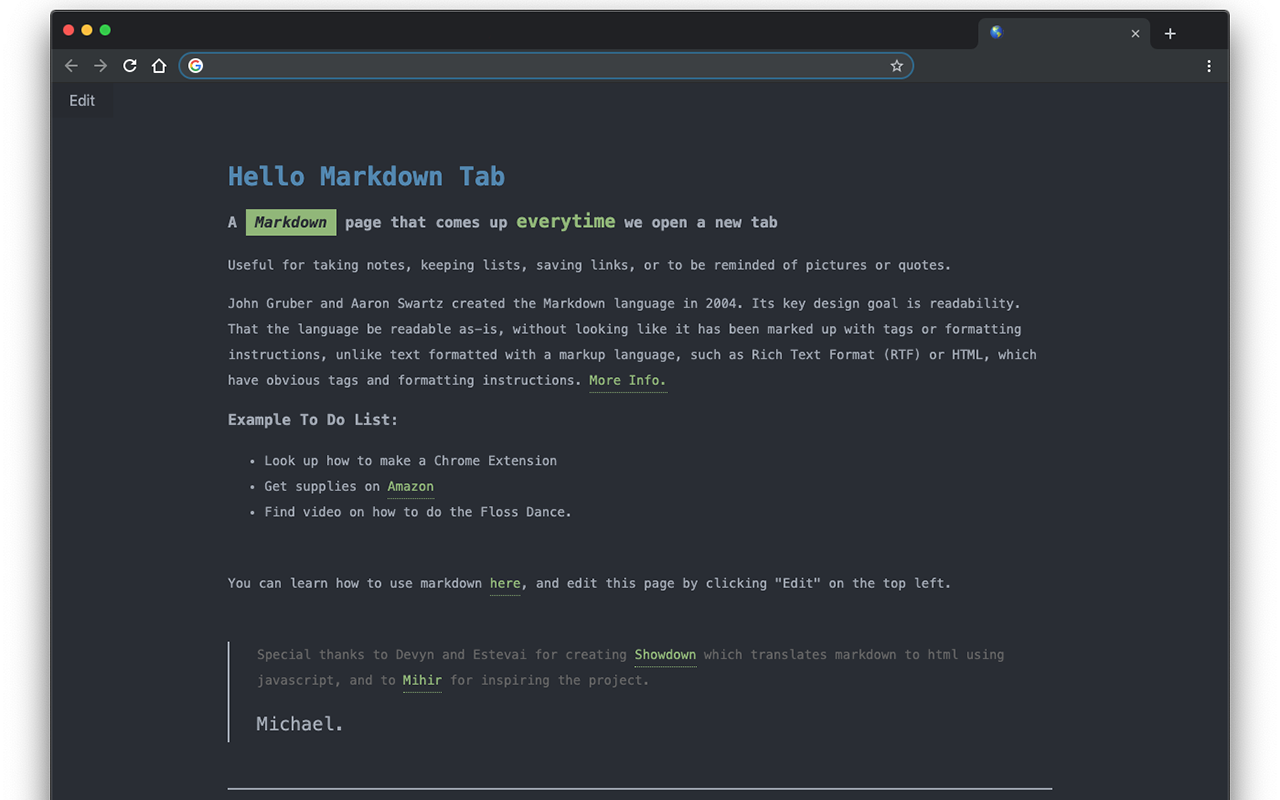 Edit
Hello Markdown Tab
A Markdown page that comes up everytime we open a new tab
Useful for taking notes, keeping lists, saving links, or to be reminded of pictures or quotes.
John Gruber and Aaron Swartz created the Markdown language in 2004. Its key design goal is readability.
That the language be readable as-is, without looking like it has been marked up with tags or formatting
instructions, unlike text formatted with a markup language, such as Rich Text Format (RTF) or HTML, which
have obvious tags and formatting instructions. More Info.
Example To Do List:
• Look up how to make a Chrome Extension
• Get supplies on Amazon
• Find video on how to do the Floss Dance.
You can learn how to use markdown here, and edit this page by clicking "Edit" on the top left.
Special thanks to Devyn and Estevai for creating Showdown which translates markdown to html using
javascript, and to Mihir for inspiring the project.
Michael.